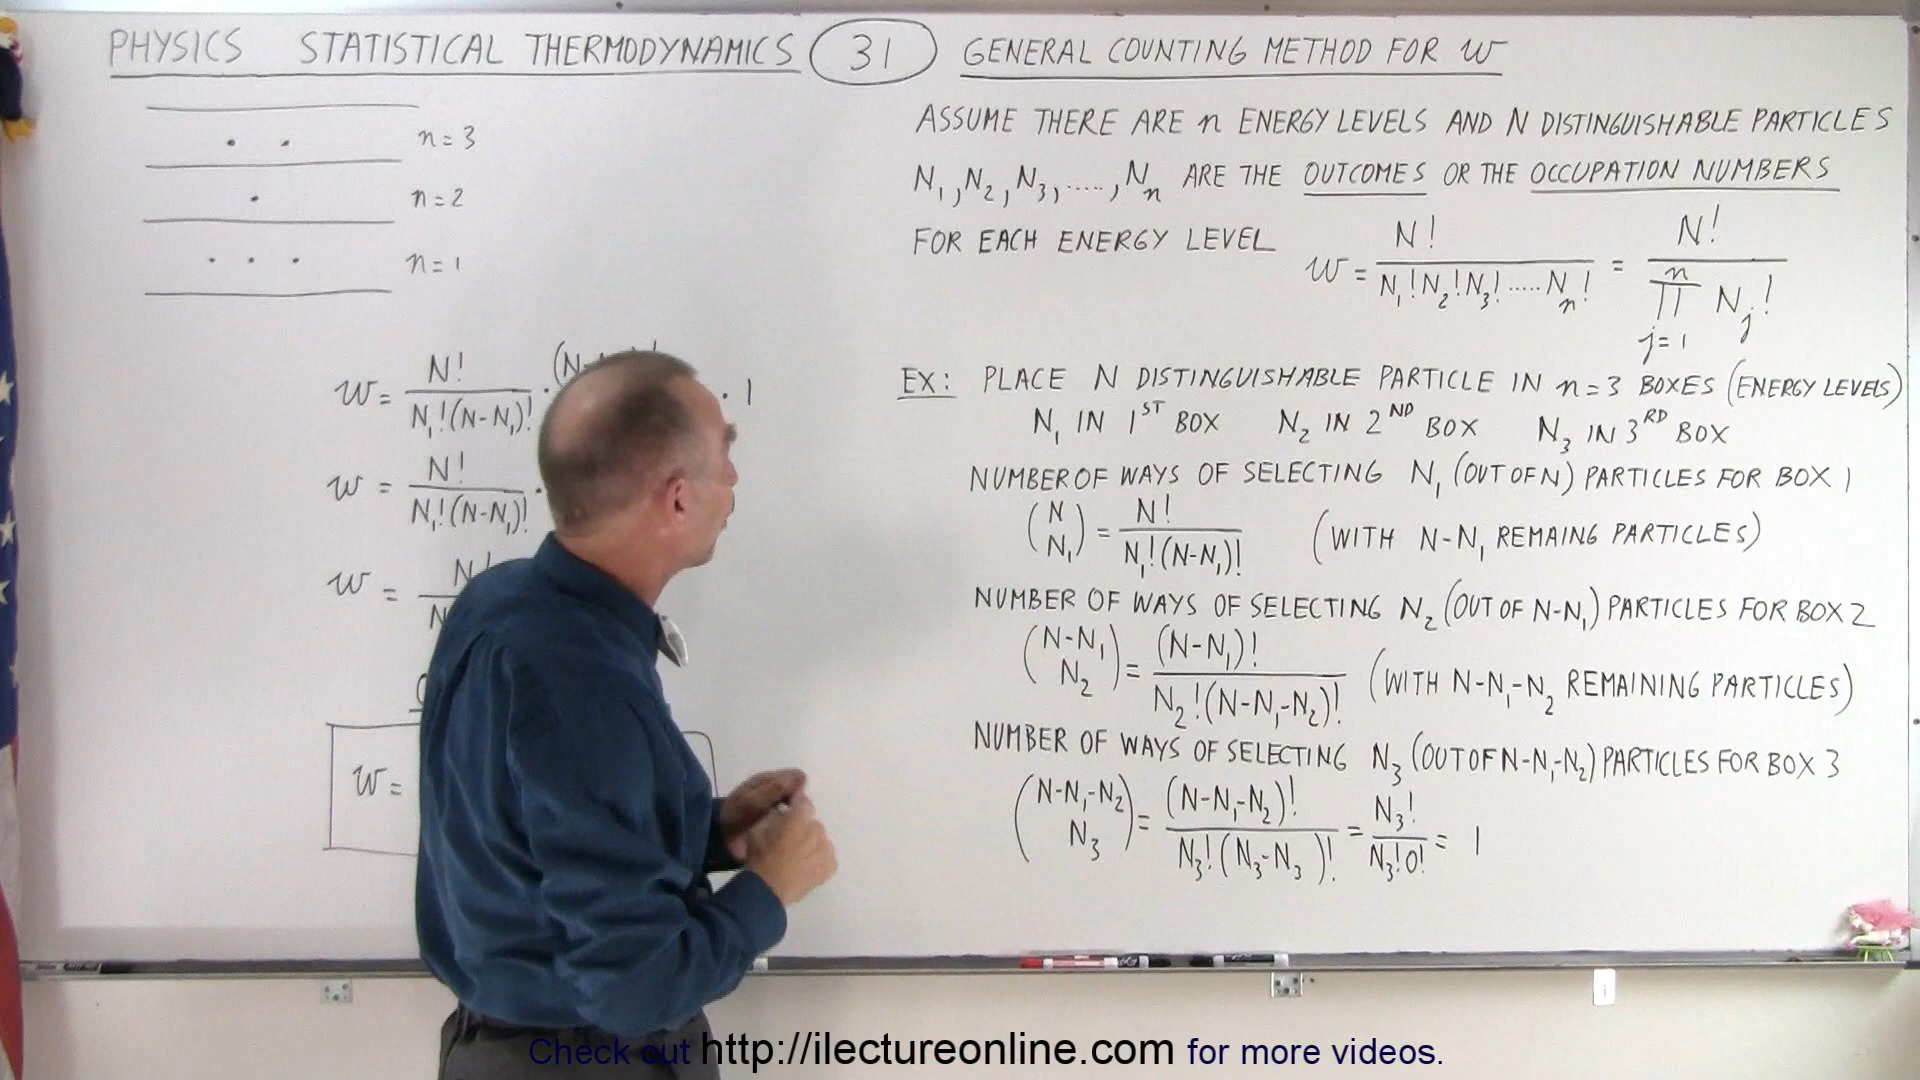 PHYSICS STATISTICAL THERMODYNAMICS 31 GENERAL COUNTING METHOD FOR w
n=3
n=2
n=1
w = N! / N₁!(N-N₁)! · (N · 1
w = N! / N₁!(N-N₁)! ·
w =
w =
ASSUME THERE ARE n ENERGY LEVELS AND N DISTINGUISHABLE PARTICLES
N₁, N₂, N₃, ....., Nₙ ARE THE OUTCOMES OR THE OCCUPATION NUMBERS
FOR EACH ENERGY LEVEL w = N! / N₁! N₂! N₃! ..... Nₙ! = N! / ∏ⁿⱼ₌₁ Nⱼ!
EX: PLACE N DISTINGUISHABLE PARTICLE IN n=3 BOXES (ENERGY LEVELS)
N₁ IN 1ST BOX N₂ IN 2ND BOX N₃ IN 3RD BOX
NUMBER OF WAYS OF SELECTING N₁ (OUT OF N) PARTICLES FOR BOX 1
(N N₁) = N! / N₁!(N-N₁)! (WITH N-N₁ REMAING PARTICLES)
NUMBER OF WAYS OF SELECTING N₂ (OUT OF N-N₁) PARTICLES FOR BOX 2
(N-N₁ N₂) = (N-N₁)! / N₂!(N-N₁-N₂)! (WITH N-N₁-N₂ REMAINING PARTICLES)
NUMBER OF WAYS OF SELECTING N₃ (OUT OF N-N₁-N₂) PARTICLES FOR BOX 3
(N-N₁-N₂ N₃) = (N-N₁-N₂)! / N₃!(N₃-N₃)! = N₃! / N₃!0! = 1
Check out http://ilectureonline.com for more videos.